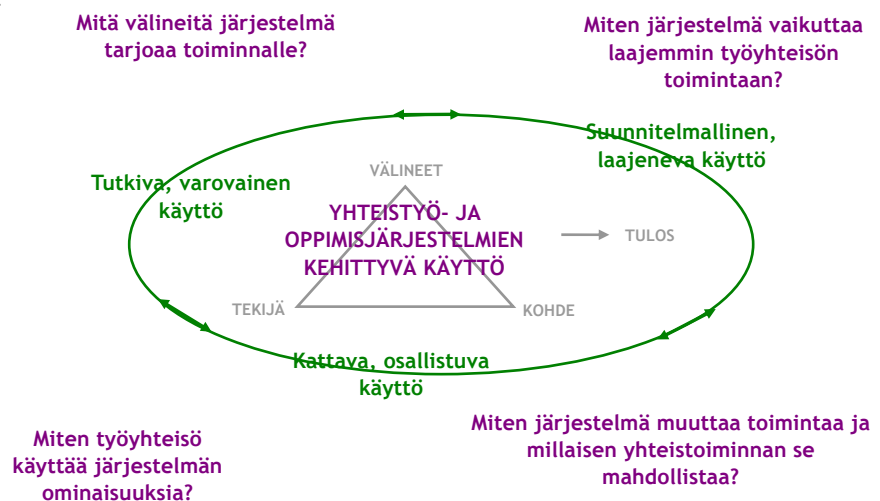 Mitä välineitä järjestelmä
tarjoaa toiminnalle?
Miten järjestelmä vaikuttaa
laajemmin työyhteisön
toimintaan?
Suunnitelmallinen,
laajeneva käyttö
Tutkiva, varovainen
käyttö
VÄLINEET
YHTEISTYÖ- JA
OPPIMISJÄRJESTELMIEN
KEHITTYVÄ KÄYTTÖ
TULOS
TEKIJÄ
KOHDE
Kattava, osallistuva
käyttö
Miten työyhteisö
käyttää järjestelmän
ominaisuuksia?
Miten järjestelmä muuttaa toimintaa ja
millaisen yhteistoiminnan se
mahdollistaa?